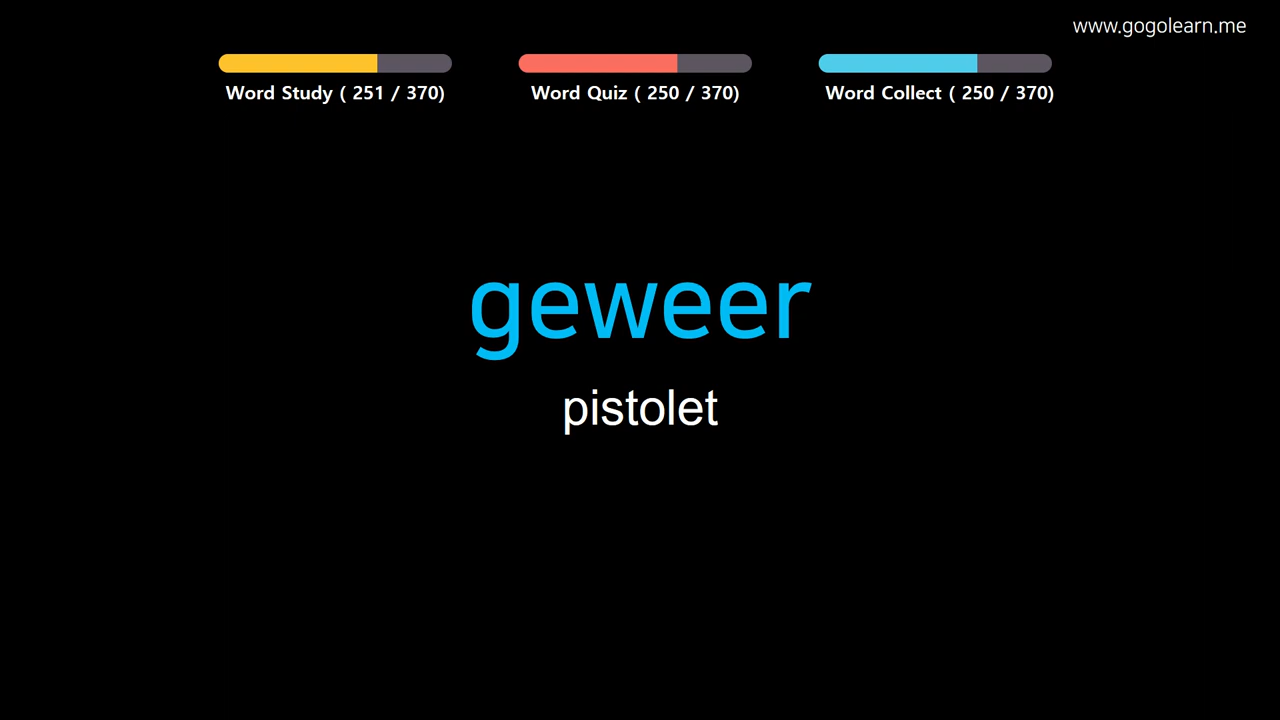 www.gogolearn.me
Word Study ( 251 / 370)
Word Quiz ( 250 / 370)
Word Collect ( 250 / 370)
geweer
pistolet